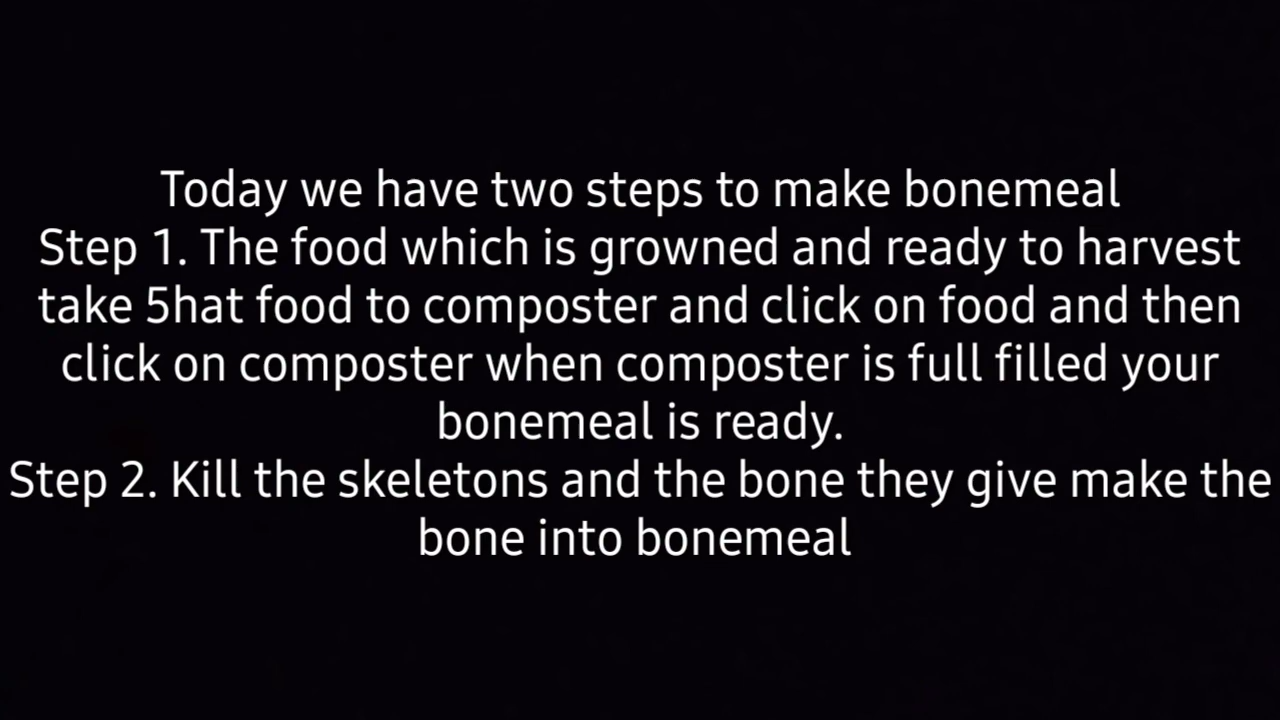 Today we have two steps to make bonemeal
Step 1. The food which is growned and ready to harvest
take 5hat food to composter and click on food and then
click on composter when composter is full filled your
bonemeal is ready.
Step 2. Kill the skeletons and the bone they give make the
bone into bonemeal